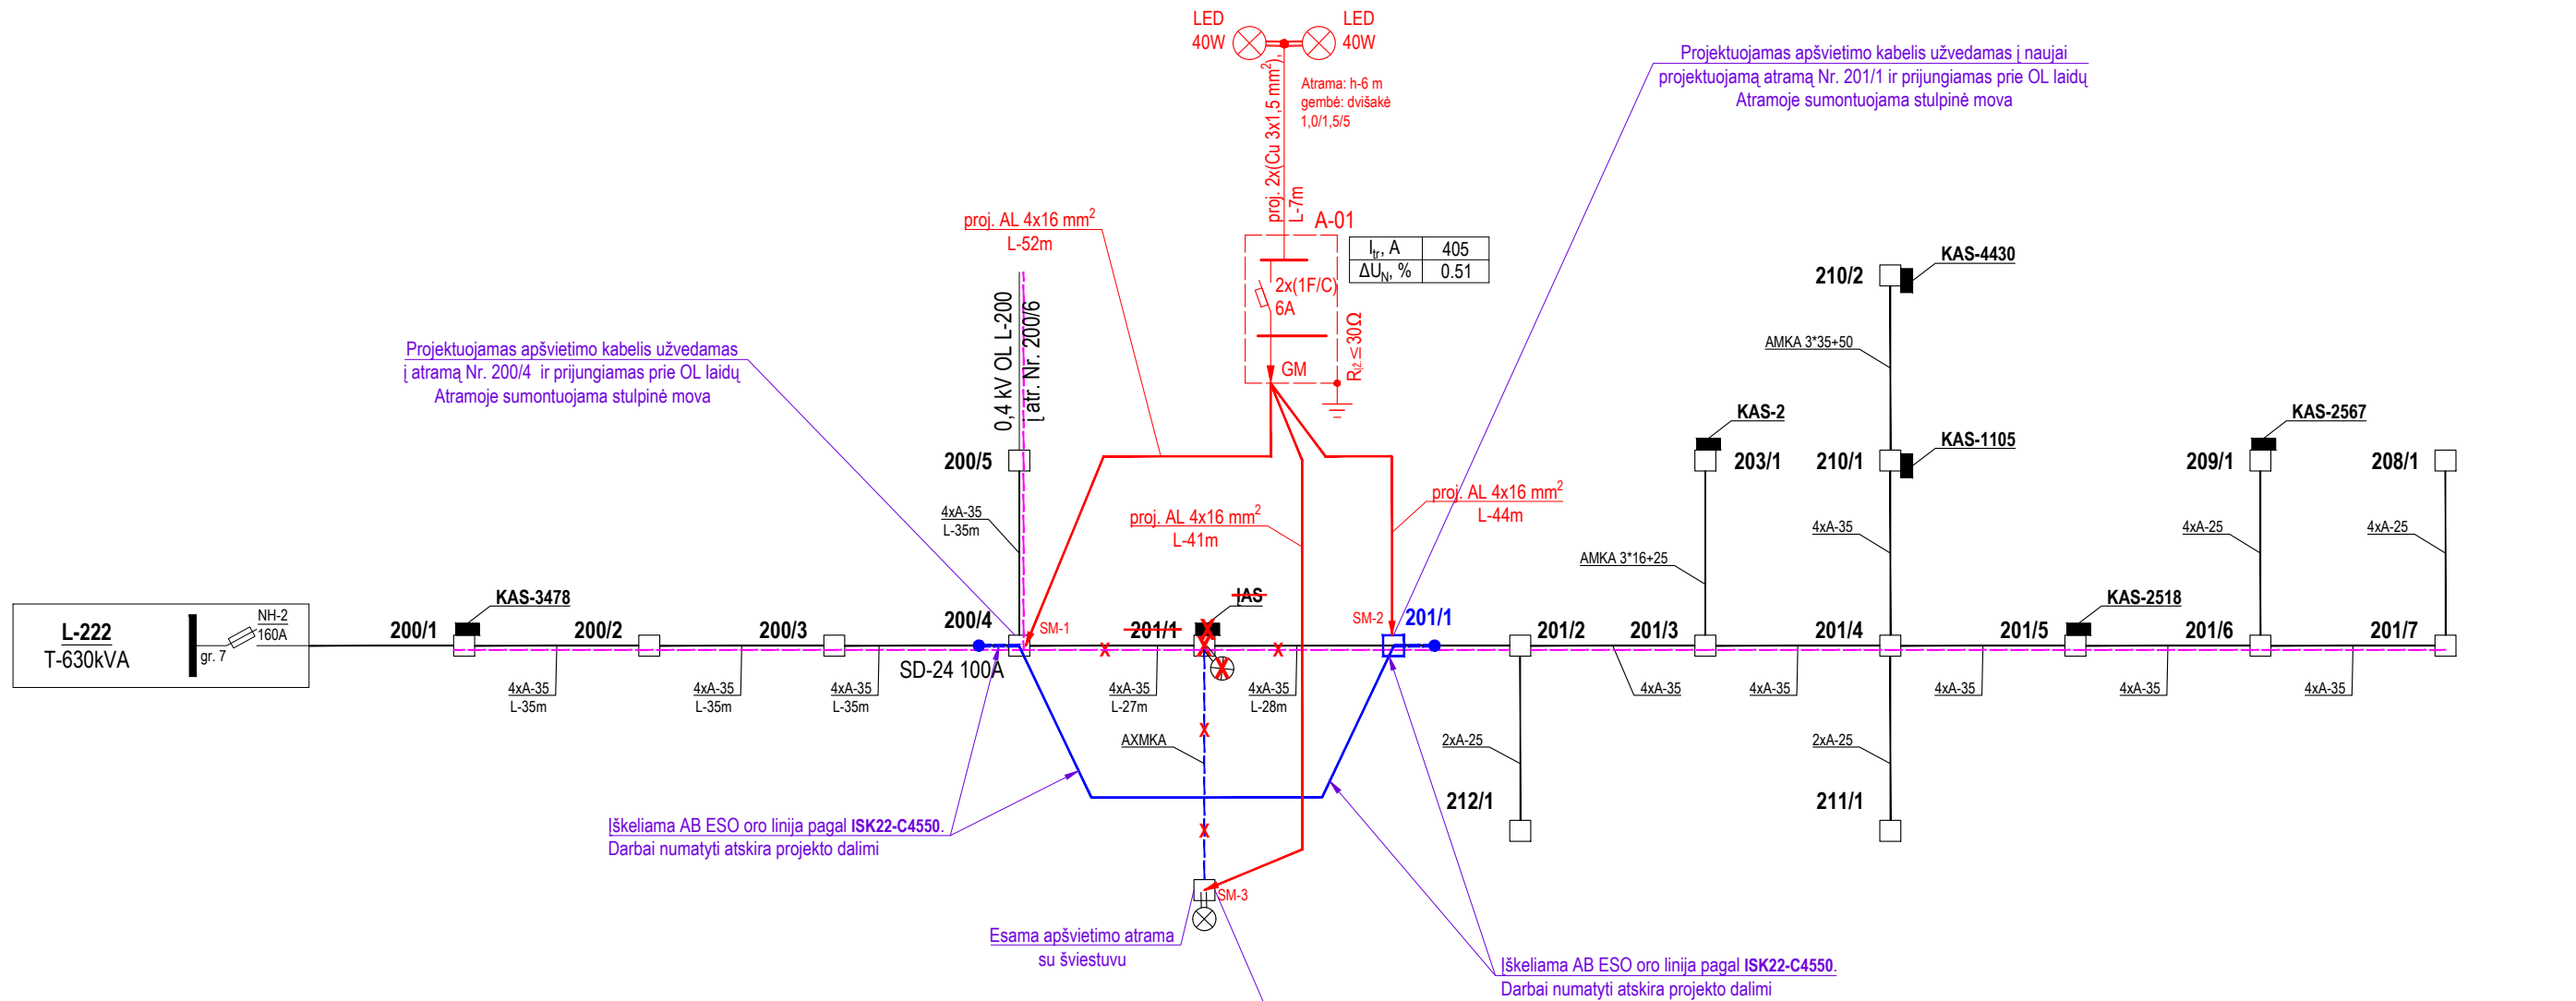 LED
40W
LED
40W
proj. 2x(Cu 3x1,5 mm²),
L-7m
Atrama: h-6 m
gembė: dvišakė
1,0/1,5/5
Projektuojamas apšvietimo kabelis užvedamas į naujai
projektuojamą atramą Nr. 201/1 ir prijungiamas prie OL laidų
Atramoje sumontuojama stulpinė mova
A-01
Itr, A 405
ΔUN, % 0.51
2x(1F/C)
6A
GM
Rįž.≤30Ω
proj. AL 4x16 mm²
L-52m
0,4 kV OL L-200
į atr. Nr. 200/6
Projektuojamas apšvietimo kabelis užvedamas
į atramą Nr. 200/4 ir prijungiamas prie OL laidų
Atramoje sumontuojama stulpinė mova
210/2
KAS-4430
AMKA 3*35+50
KAS-2
203/1
210/1
KAS-1105
KAS-2567
209/1
208/1
200/5
4xA-35
L-35m
proj. AL 4x16 mm²
L-41m
proj. AL 4x16 mm²
L-44m
AMKA 3*16+25
4xA-35
4xA-25
4xA-25
L-222
T-630kVA
gr. 7
NH-2
160A
200/1
KAS-3478
200/2
200/3
200/4
SM-1
SD-24 100A
201/1
ĮAS
SM-2
201/1
201/2
201/3
201/4
201/5
KAS-2518
201/6
201/7
4xA-35
L-35m
4xA-35
L-35m
4xA-35
L-35m
4xA-35
L-27m
4xA-35
L-28m
4xA-35
4xA-35
4xA-35
4xA-35
4xA-35
AXMKA
2xA-25
2xA-25
212/1
211/1
Įškeliama AB ESO oro linija pagal ISK22-C4550.
Darbai numatyti atskira projekto dalimi
SM-3
Esama apšvietimo atrama
su šviestuvu
Įškeliama AB ESO oro linija pagal ISK22-C4550.
Darbai numatyti atskira projekto dalimi